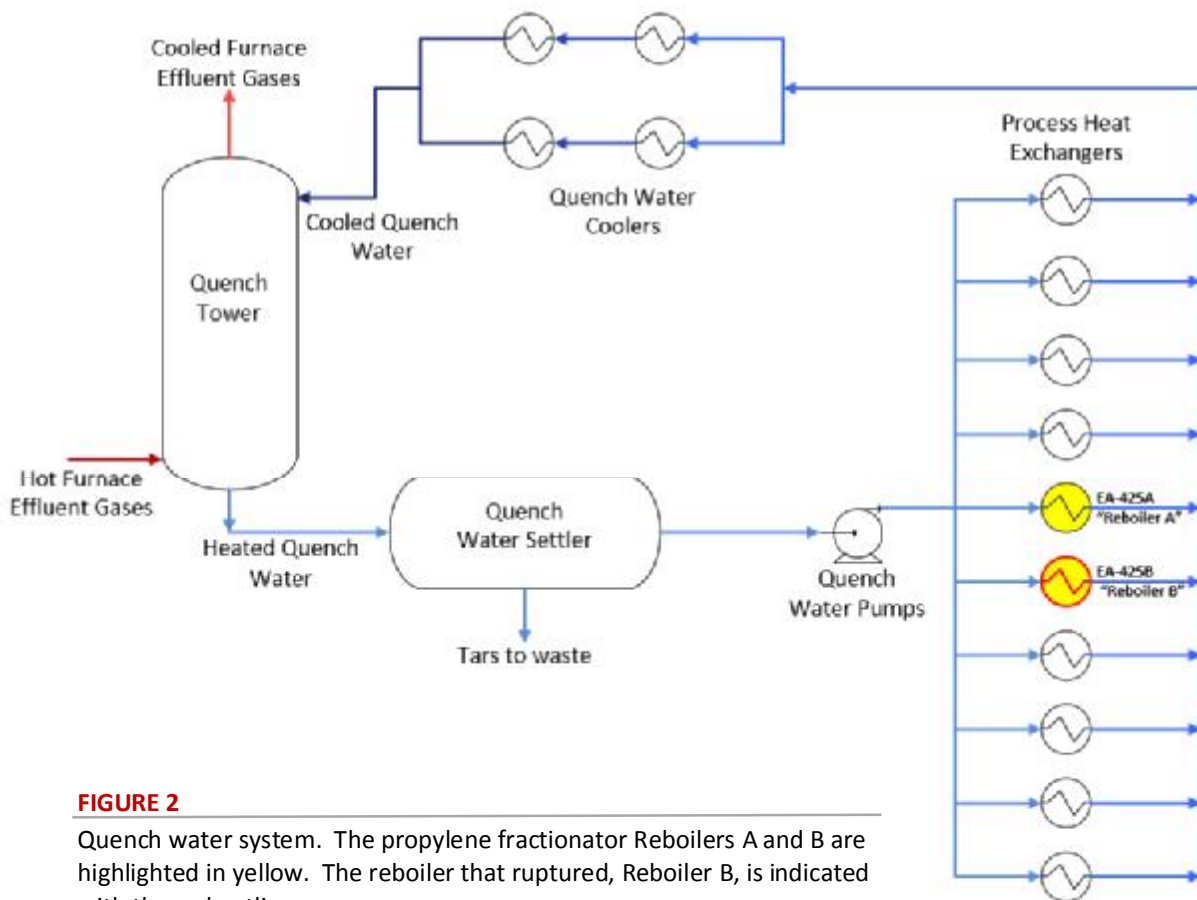 Cooled Furnace
Effluent Gases
Process Heat
Exchangers
Quench Water
Coolers
Cooled Quench
Water
Quench
Tower
Hot Furnace
Effluent Gases
Heated Quench
Water
Quench
Water Settler
Tars to waste
Quench
Water Pumps
EA-425A
"Reboiler A"
EA-425B
"Reboiler B"
FIGURE 2
Quench water system. The propylene fractionator Reboilers A and B are
highlighted in yellow. The reboiler that ruptured, Reboiler B, is indicated